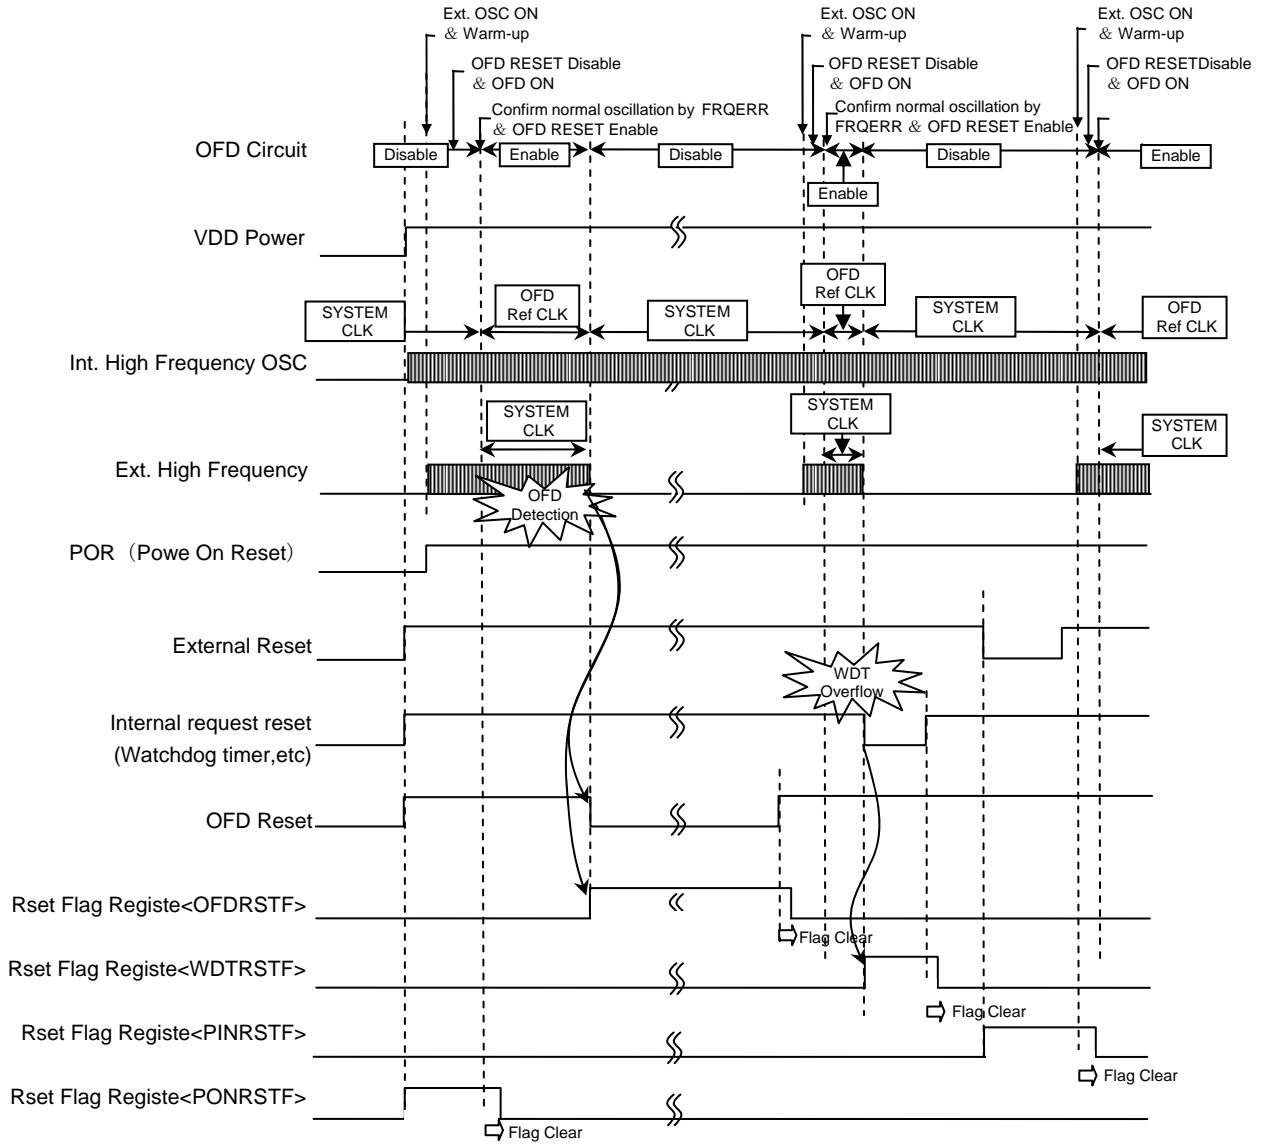 Ext. OSC ON
& Warm-up
OFD RESET Disable
& OFD ON
Confirm normal oscillation by FRQERR
& OFD RESET Enable
Ext. OSC ON
& Warm-up
OFD RESET Disable
& OFD ON
Confirm normal oscillation by
FRQERR & OFD RESET Enable
Ext. OSC ON
& Warm-up
OFD RESETDisable
& OFD ON
OFD Circuit
Disable
Enable
Disable
Enable
Disable
Enable
VDD Power
SYSTEM
CLK
OFD
Ref CLK
SYSTEM
CLK
OFD
Ref CLK
SYSTEM
CLK
OFD
Ref CLK
Int. High Frequency OSC
SYSTEM
CLK
SYSTEM
CLK
SYSTEM
CLK
Ext. High Frequency
OFD
Detection
POR（Powe On Reset）
External Reset
WDT
Overflow
Internal request reset
(Watchdog timer,etc)
OFD Reset
Rset Flag Registe<OFDRSTF>
Flag Clear
Rset Flag Registe<WDTRSTF>
Flag Clear
Rset Flag Registe<PINRSTF>
Flag Clear
Rset Flag Registe<PONRSTF>
Flag Clear